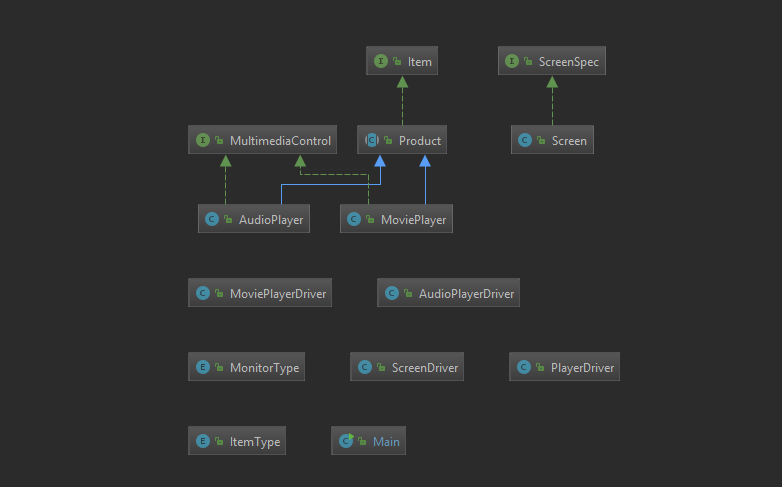 I Item
I ScreenSpec
I MultimediaControl
C Product
C Screen
C AudioPlayer
C MoviePlayer
C MoviePlayerDriver
C AudioPlayerDriver
E MonitorType
C ScreenDriver
C PlayerDriver
E ItemType
C Main